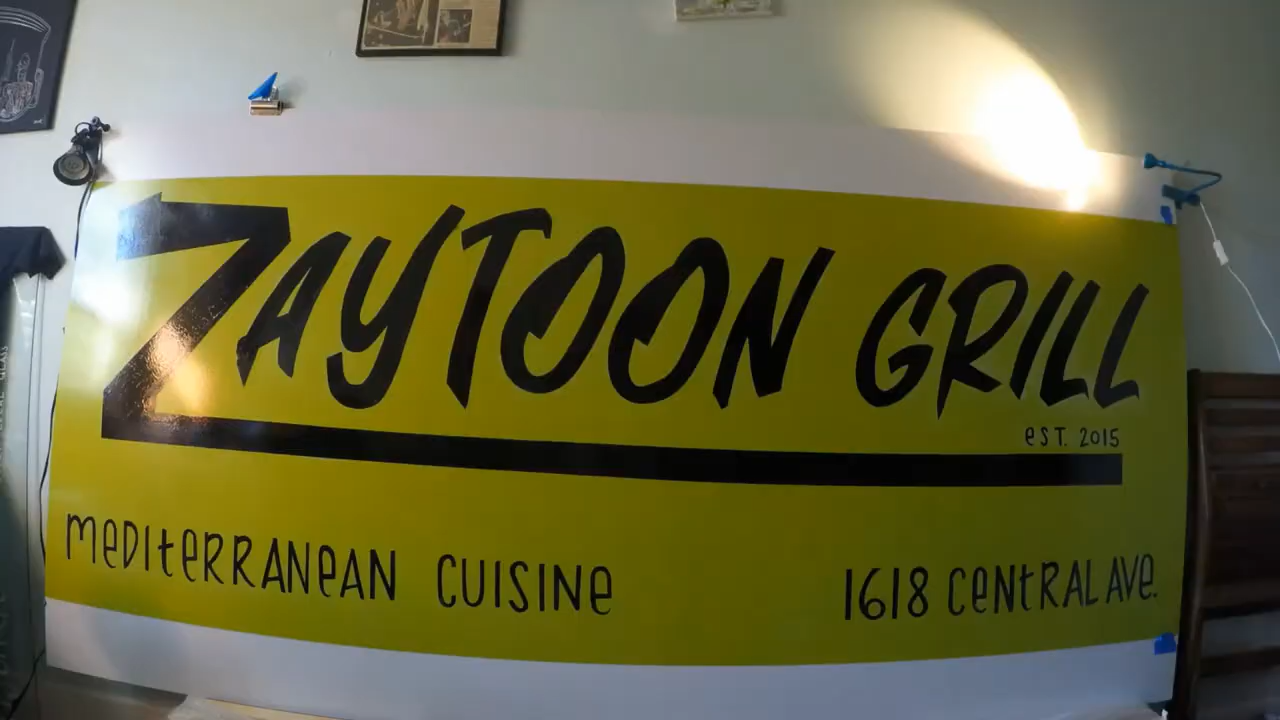 ZAYTOON GRILL
EST. 2015
MEDITERRANEAN CUISINE
1618 CENTRAL AVE.